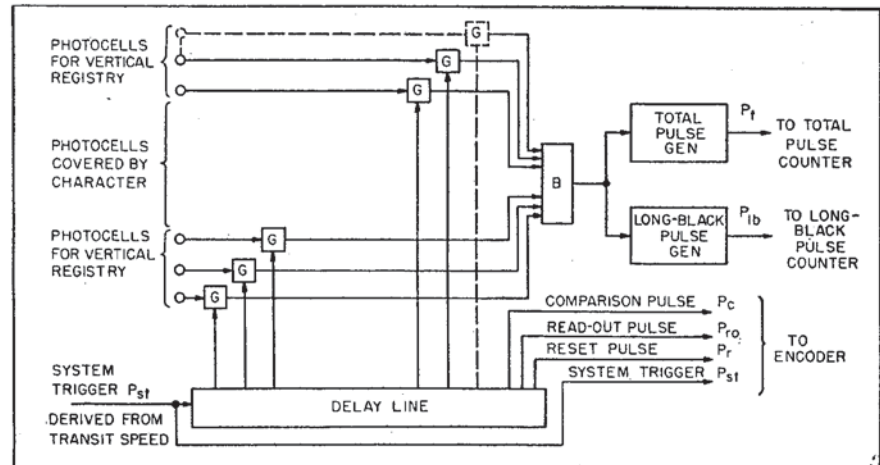 PHOTOCELLS
FOR VERTICAL
REGISTRY
G
G
G
PHOTOCELLS
COVERED BY
CHARACTER
B
TOTAL
PULSE
GEN
Pt
TO TOTAL
PULSE
COUNTER
PHOTOCELLS
FOR VERTICAL
REGISTRY
G
G
G
LONG-BLACK
PULSE
GEN
Plb
TO LONG-
BLACK
PULSE
COUNTER
COMPARISON PULSE Pc
READ-OUT PULSE Pro
RESET PULSE Pr
SYSTEM TRIGGER Pst
TO
ENCODER
SYSTEM
TRIGGER Pst
DERIVED FROM
TRANSIT SPEED
DELAY LINE